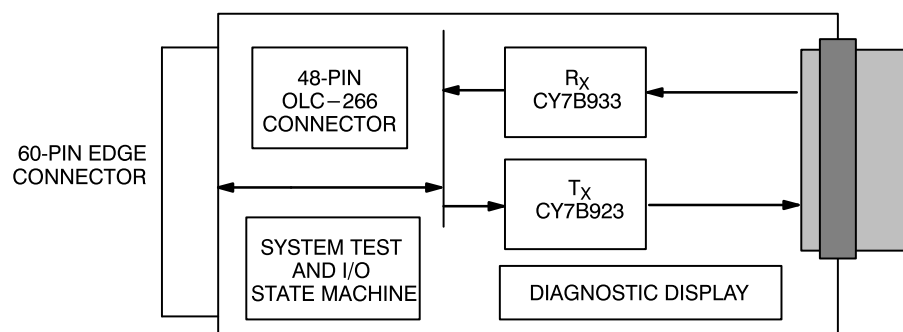 60-PIN EDGE
CONNECTOR
48-PIN
OLC–266
CONNECTOR
SYSTEM TEST
AND I/O
STATE MACHINE
RX
CY7B933
TX
CY7B923
DIAGNOSTIC DISPLAY